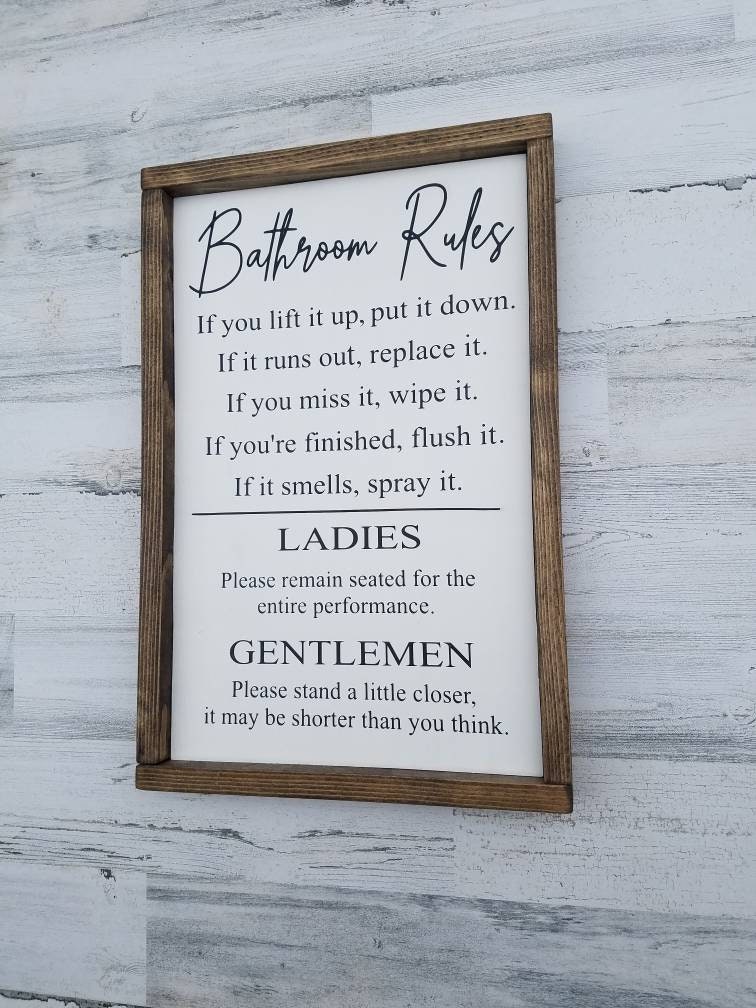 Bathroom Rules
If you lift it up, put it down.
If it runs out, replace it.
If you miss it, wipe it.
If you're finished, flush it.
If it smells, spray it.
LADIES
Please remain seated for the
entire performance.
GENTLEMEN
Please stand a little closer,
it may be shorter than you think.